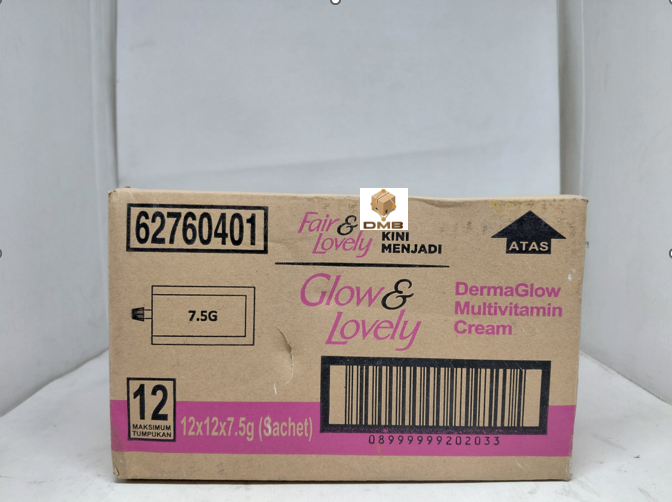 62760401
Fair &
Lovely
KINI
MENJADI
DMB
ATAS
Glow &
Lovely
DermaGlow
Multivitamin
Cream
7.5G
12
MAKSIMUM
TUMPUKAN
12x12x7.5g (Sachet)
08999999202033